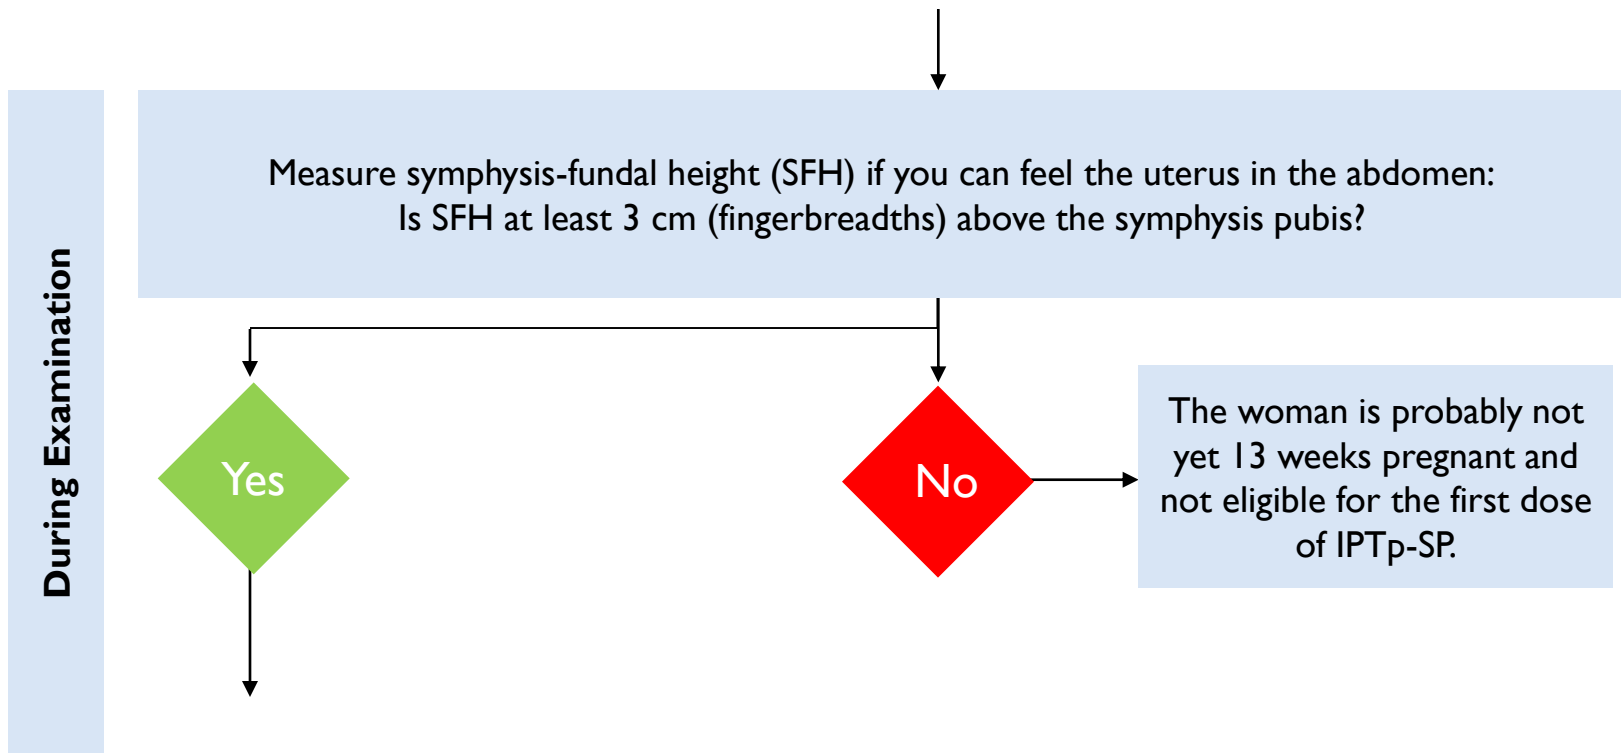 During Examination
Measure symphysis-fundal height (SFH) if you can feel the uterus in the abdomen:
Is SFH at least 3 cm (fingerbreadths) above the symphysis pubis?
Yes
No
The woman is probably not
yet 13 weeks pregnant and
not eligible for the first dose
of IPTp-SP.